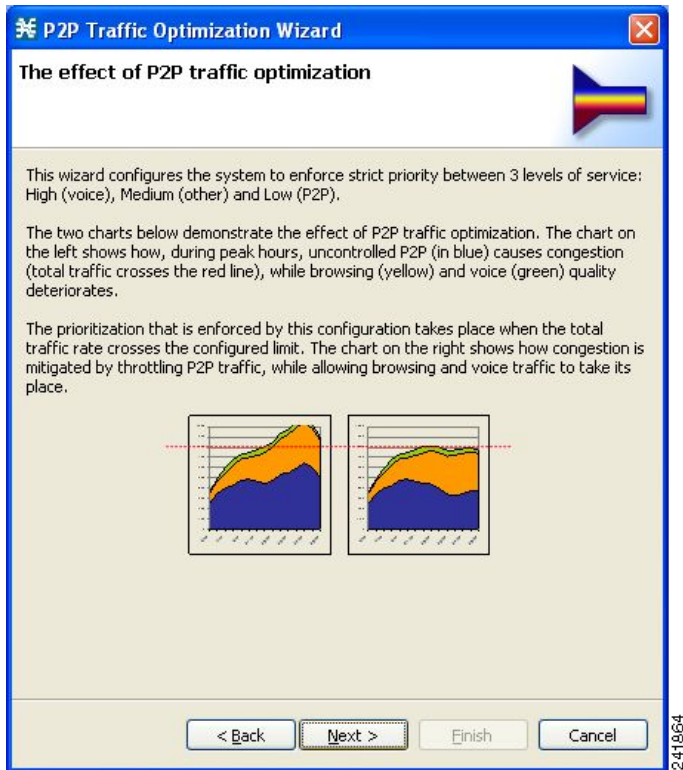 P2P Traffic Optimization Wizard
The effect of P2P traffic optimization
This wizard configures the system to enforce strict priority between 3 levels of service:
High (voice), Medium (other) and Low (P2P).
The two charts below demonstrate the effect of P2P traffic optimization. The chart on
the left shows how, during peak hours, uncontrolled P2P (in blue) causes congestion
(total traffic crosses the red line), while browsing (yellow) and voice (green) quality
deteriorates.
The prioritization that is enforced by this configuration takes place when the total
traffic rate crosses the configured limit. The chart on the right shows how congestion is
mitigated by throttling P2P traffic, while allowing browsing and voice traffic to take its
place.
< Back
Next >
Finish
Cancel
241864